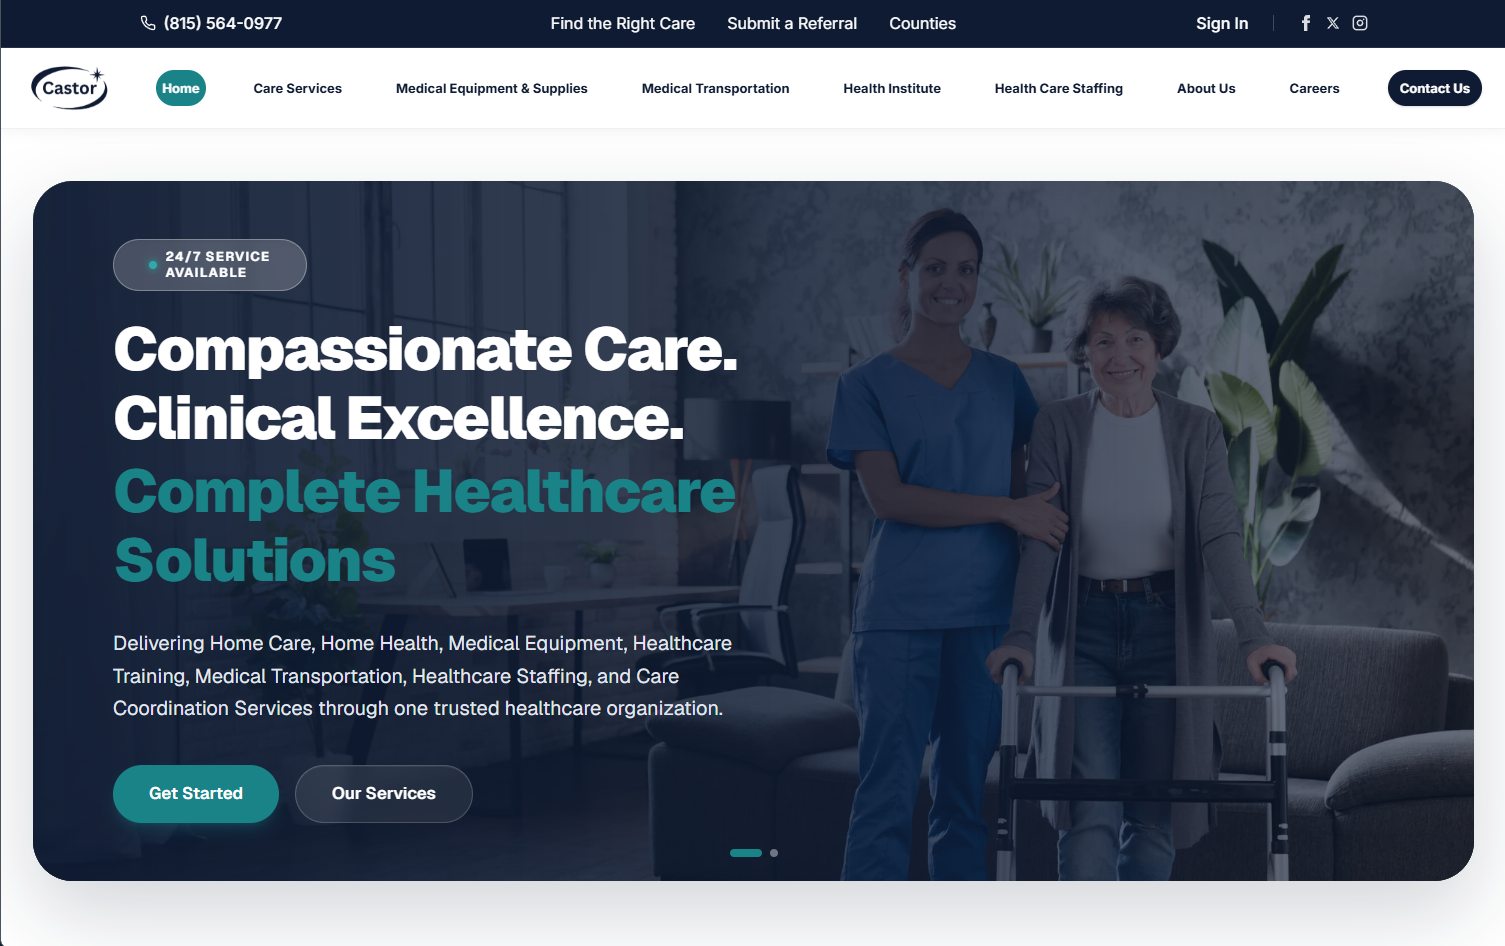 (815) 564-0977
Find the Right Care
Submit a Referral
Counties
Sign In
Castor
Home
Care Services
Medical Equipment & Supplies
Medical Transportation
Health Institute
Health Care Staffing
About Us
Careers
Contact Us
24/7 SERVICE
AVAILABLE
Compassionate Care.
Clinical Excellence.
Complete Healthcare
Solutions
Delivering Home Care, Home Health, Medical Equipment, Healthcare
Training, Medical Transportation, Healthcare Staffing, and Care
Coordination Services through one trusted healthcare organization.
Get Started
Our Services